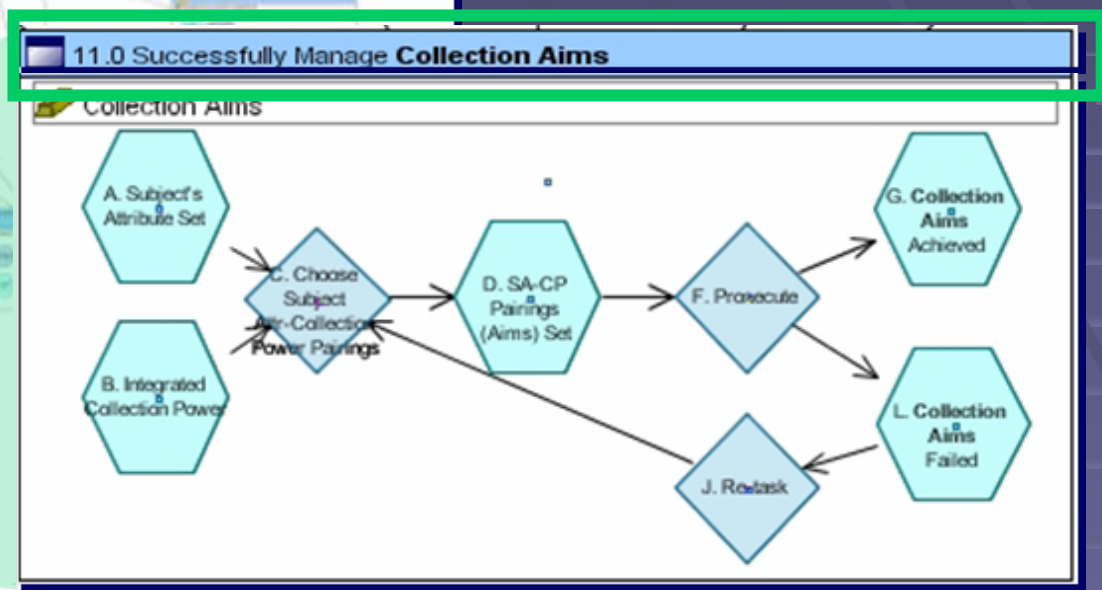 11.0 Successfully Manage Collection Aims
Collection Aims
A. Subject's
Attribute Set
B. Integrated
Collection Power
C. Choose
Subject
Attr-Collection
Power Pairings
D. SA-CP
Pairings
(Aims) Set
F. Prosecute
G. Collection
Aims
Achieved
L. Collection
Aims
Failed
J. Re-task